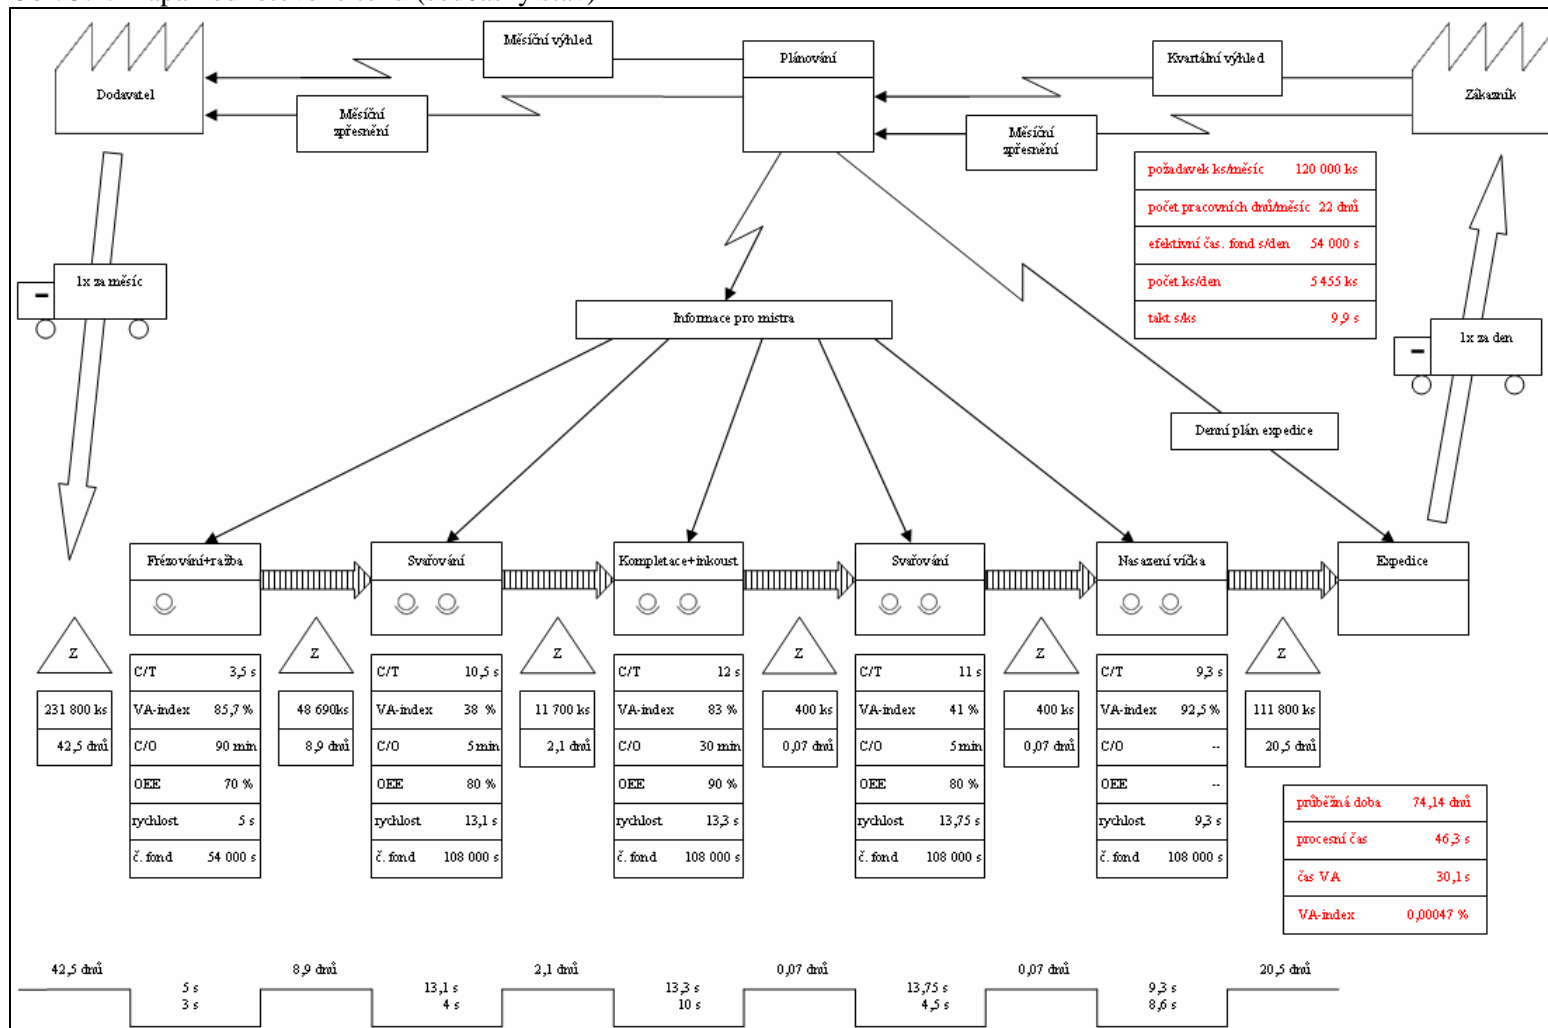 Měsíční výhled
Plánování
Kvartální výhled
Dodavatel
Zákazník
Měsíční
zpřesnění
Měsíční
zpřesnění
požadavek ks/měsíc 120 000 ks
počet pracovních dnů/měsíc 22 dnů
efektivní čas. fond s/den 54 000 s
počet ks/den 5 455 ks
takt s/ks 9,9 s
1x za měsíc
Informace pro mistra
1x za den
Denní plán expedice
Frézování+ražba
Svařování
Kompletace+inkoust
Svařování
Nasazení víčka
Expedice
Z
231 800 ks
42,5 dnů
C/T 3,5 s
VA-index 85,7 %
C/O 90 min
OEE 70 %
rychlost 5 s
č. fond 54 000 s
Z
48 690ks
8,9 dnů
C/T 10,5 s
VA-index 38 %
C/O 5 min
OEE 80 %
rychlost 13,1 s
č. fond 108 000 s
Z
11 700 ks
2,1 dnů
C/T 12 s
VA-index 83 %
C/O 30 min
OEE 90 %
rychlost 13,3 s
č. fond 108 000 s
Z
400 ks
0,07 dnů
C/T 11 s
VA-index 41 %
C/O 5 min
OEE 80 %
rychlost 13,75 s
č. fond 108 000 s
Z
400 ks
0,07 dnů
C/T 9,3 s
VA-index 92,5 %
C/O --
OEE --
rychlost 9,3 s
č. fond 108 000 s
Z
111 800 ks
20,5 dnů
průběžná doba 74,14 dnů
procesní čas 46,3 s
čas VA 30,1 s
VA-index 0,00047 %
42,5 dnů
5 s
3 s
8,9 dnů
13,1 s
4 s
2,1 dnů
13,3 s
10 s
0,07 dnů
13,75 s
4,5 s
0,07 dnů
9,3 s
8,6 s
20,5 dnů